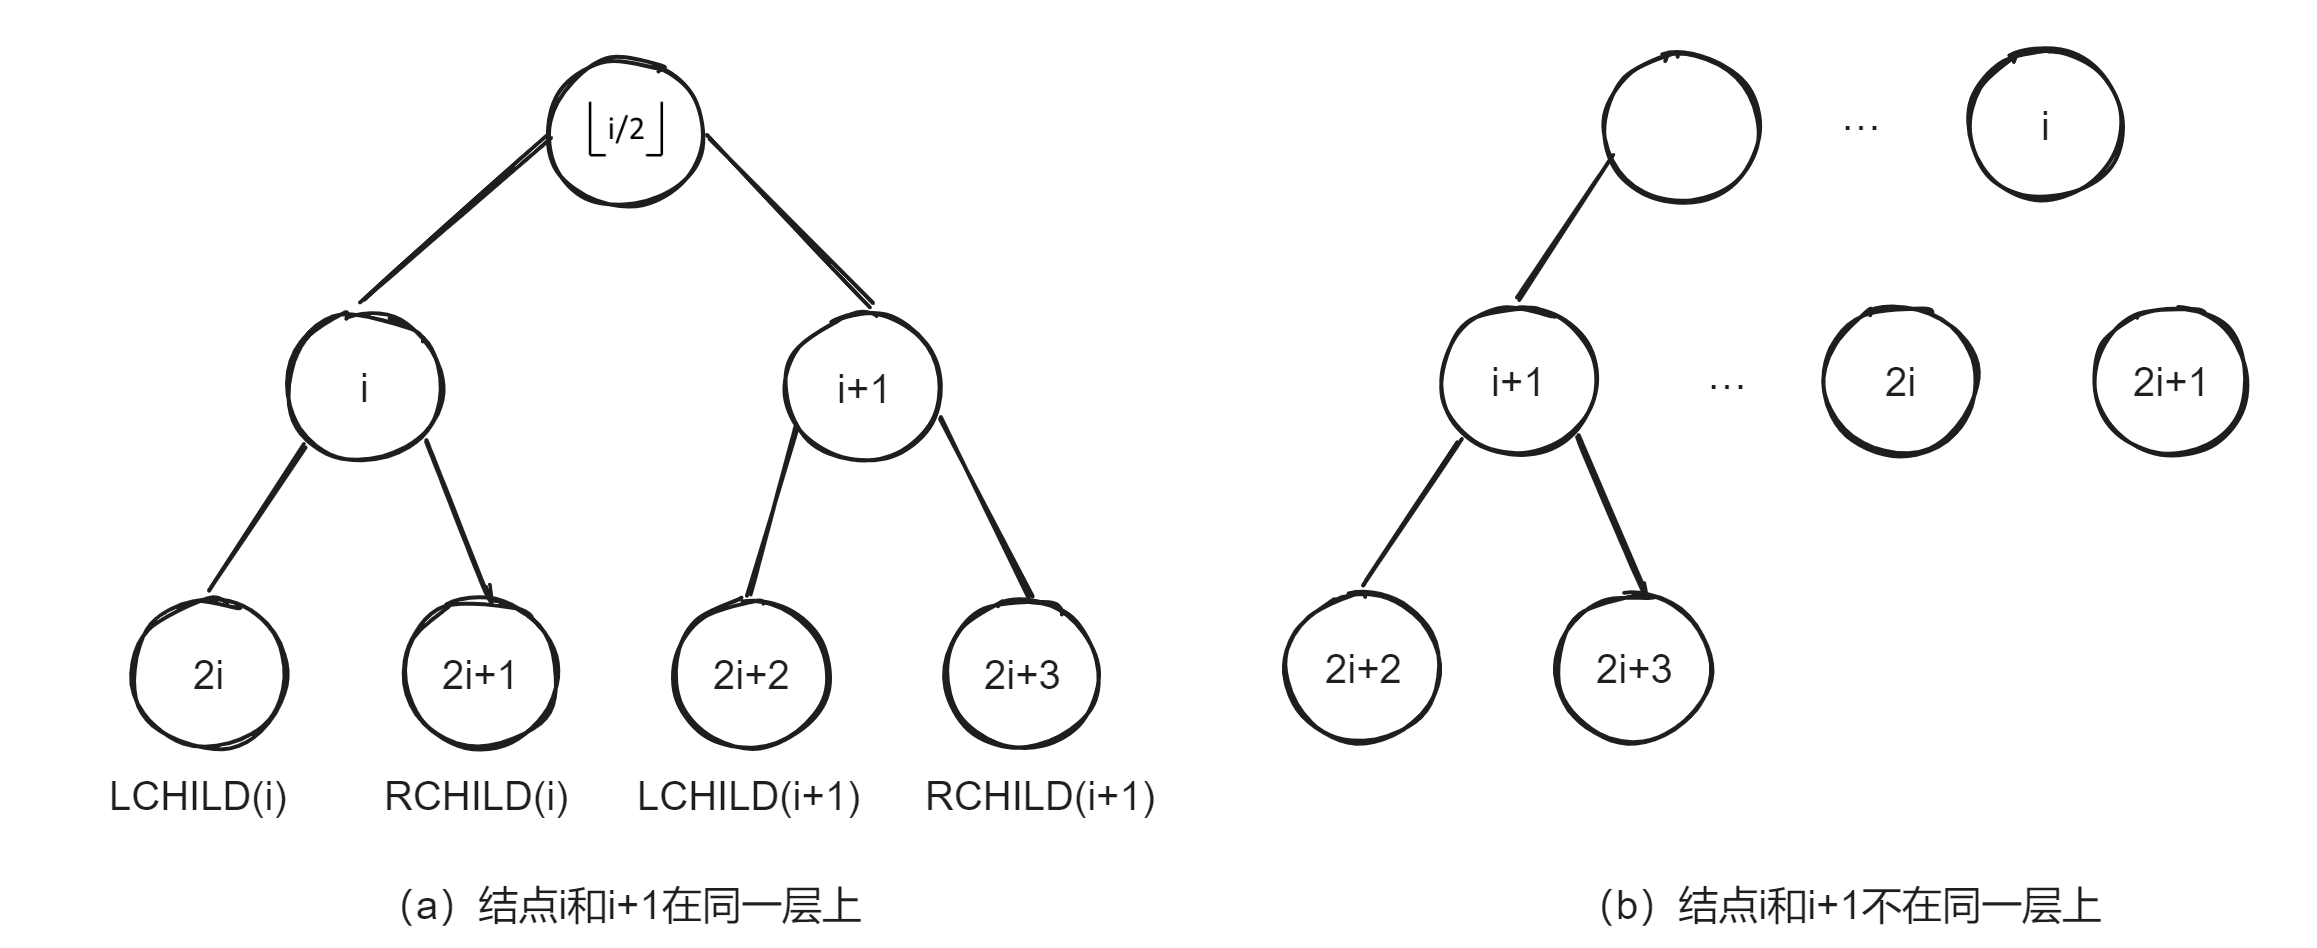 ⌊i/2⌋
i
i+1
2i
2i+1
2i+2
2i+3
LCHILD(i)
RCHILD(i)
LCHILD(i+1)
RCHILD(i+1)
（a）结点i和i+1在同一层上
...
i
i+1
...
2i
2i+1
2i+2
2i+3
（b）结点i和i+1不在同一层上